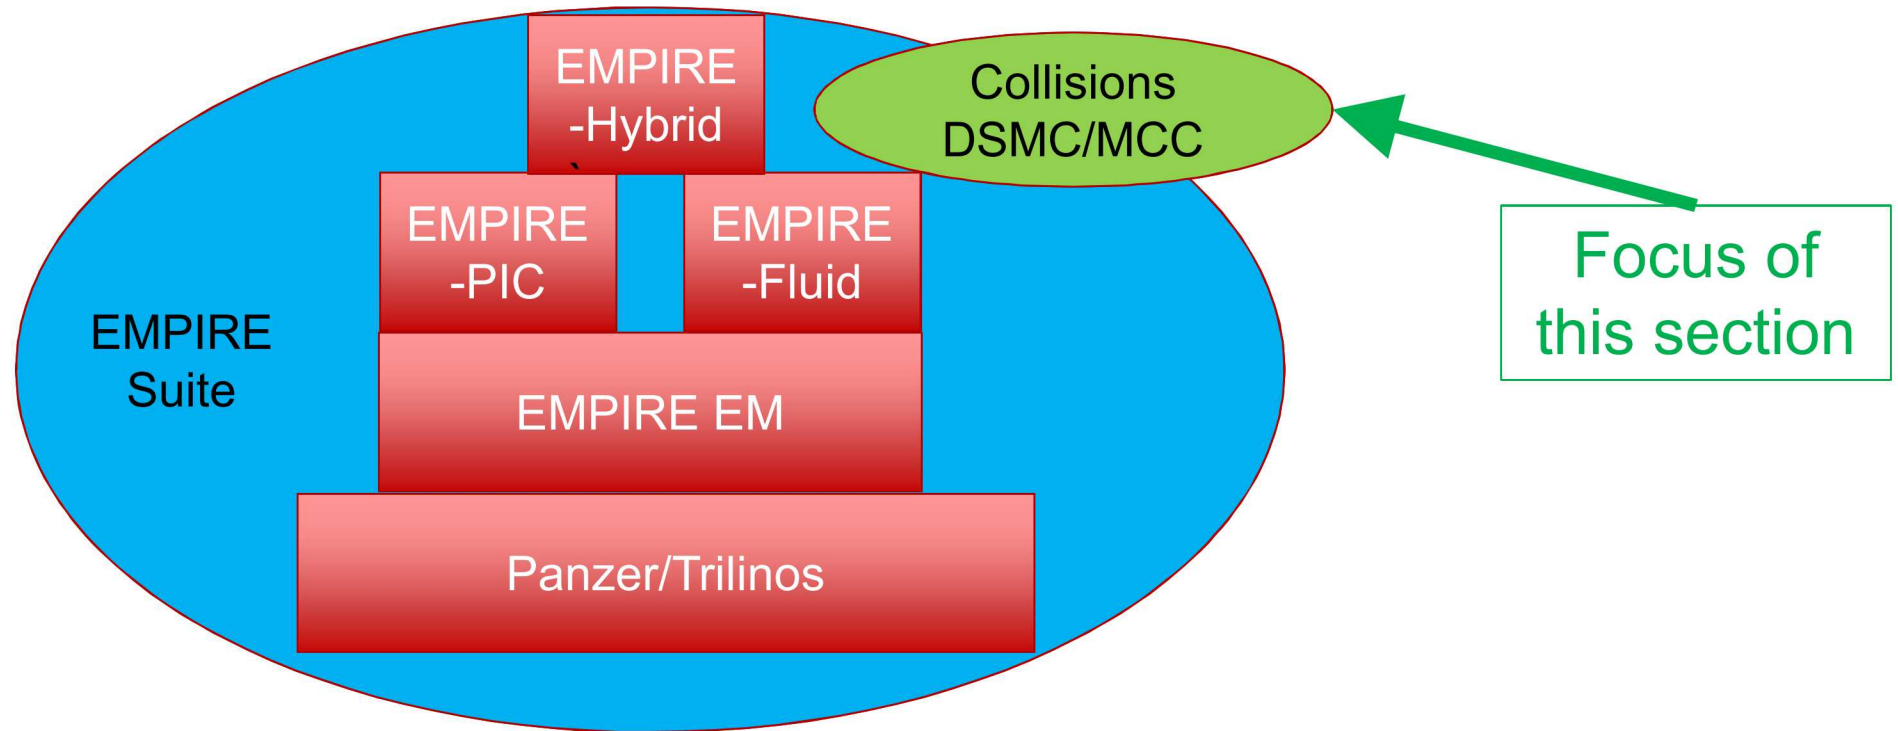 EMPIRE
-Hybrid
`
Collisions
DSMC/MCC
EMPIRE
-PIC
EMPIRE
-Fluid
Focus of
this section
EMPIRE
Suite
EMPIRE EM
Panzer/Trilinos